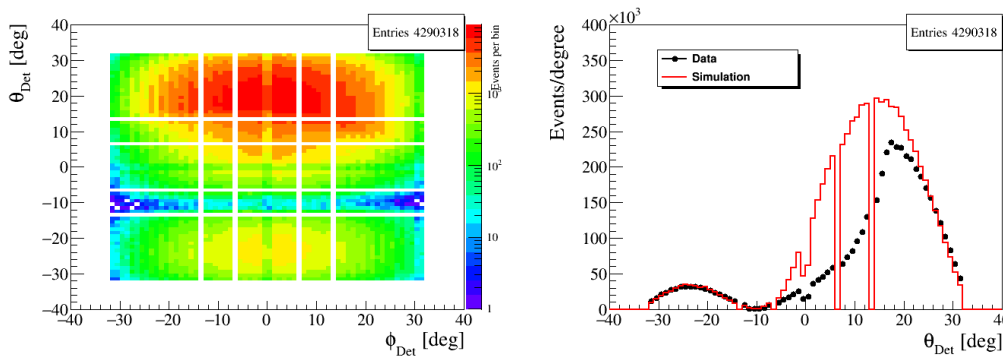 Entries 4290318
θDet [deg]
40
30
20
10
0
−10
−20
−30
−40
−40 −30 −20 −10 0 10 20 30 40
ϕDet [deg]
Events per bin
10²
10
1
×10³
Entries 4290318
Events/degree
400
350
300
250
200
150
100
50
0
Data
Simulation
−40 −30 −20 −10 0 10 20 30 40
θDet [deg]